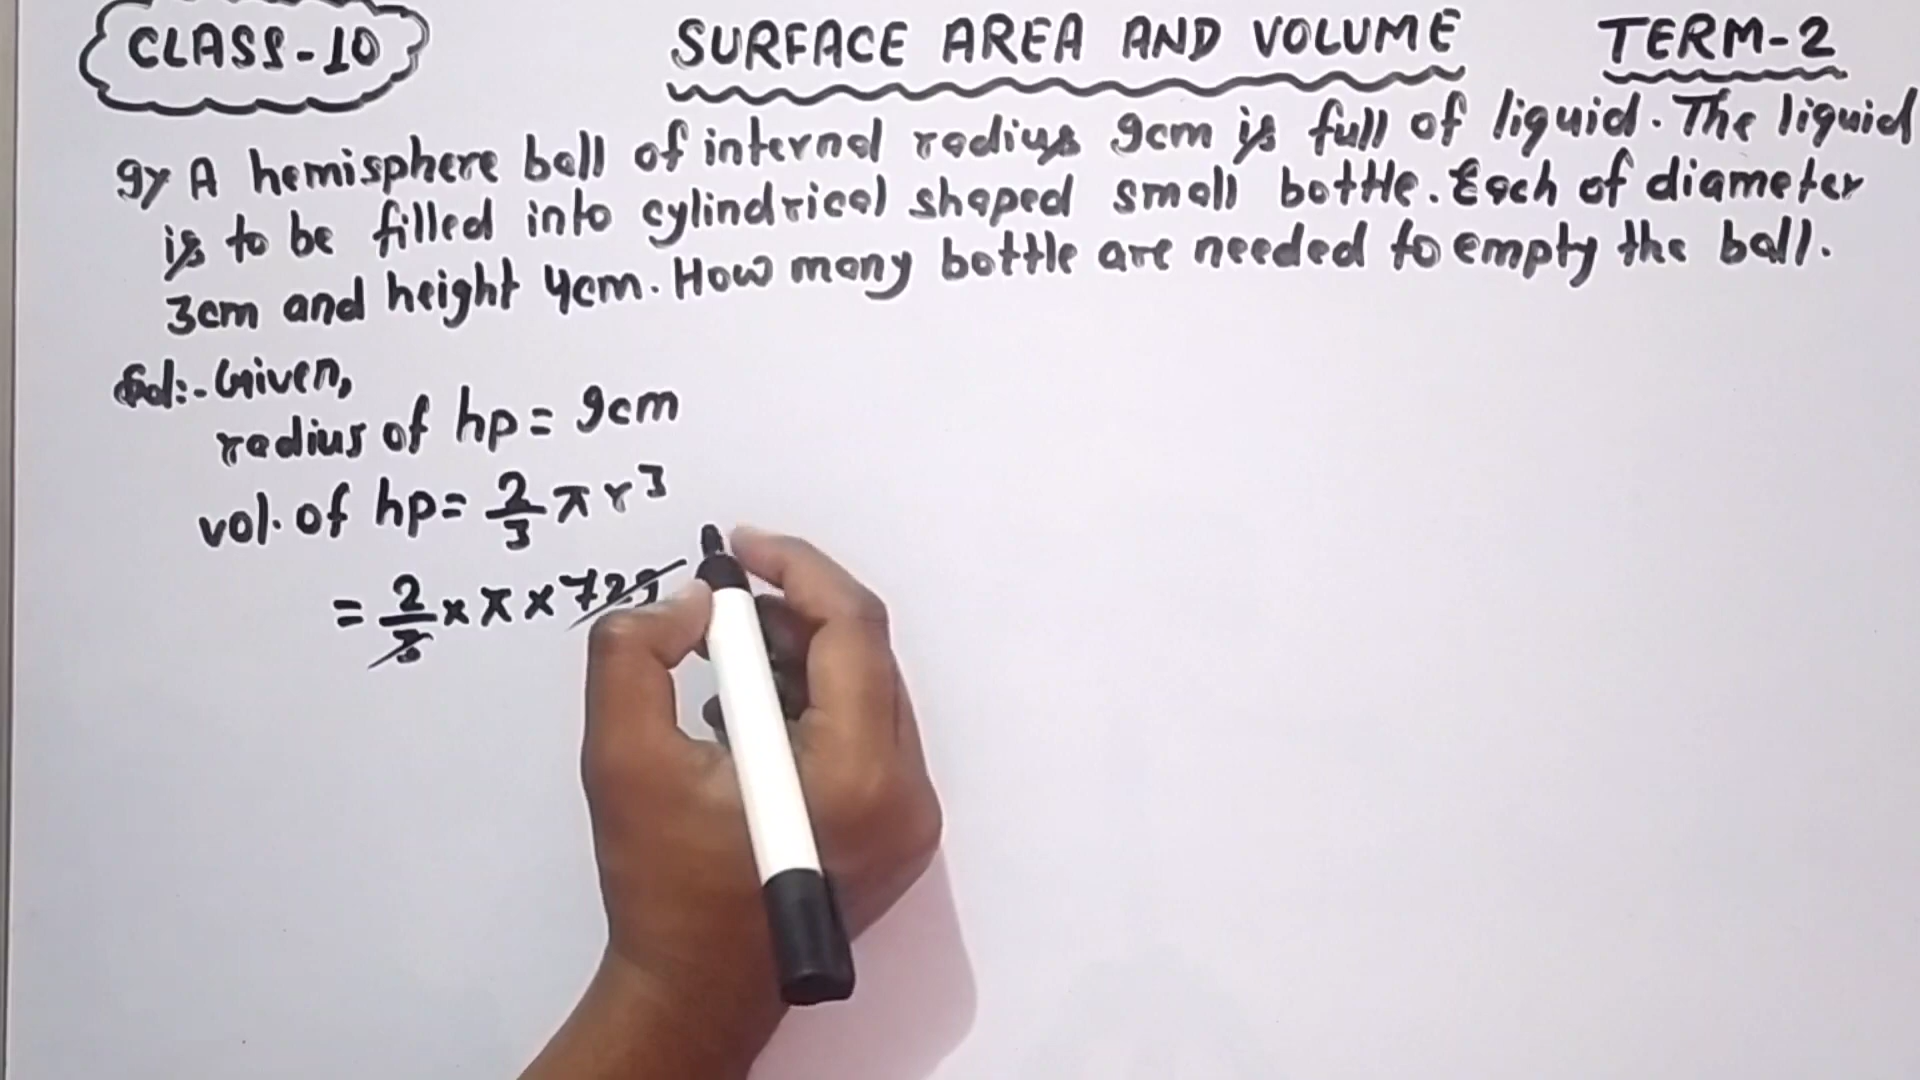 CLASS-10
SURFACE AREA AND VOLUME
TERM-2
9) A hemisphere ball of internal radius 9cm is full of liquid. The liquid
is to be filled into cylindrical shaped small bottle. Each of diameter
3cm and height 4cm. How many bottle are needed to empty the ball.
Sol:- Given,
radius of hp = 9cm
vol. of hp = 2/3 π r³
= 2/3 × π × 729